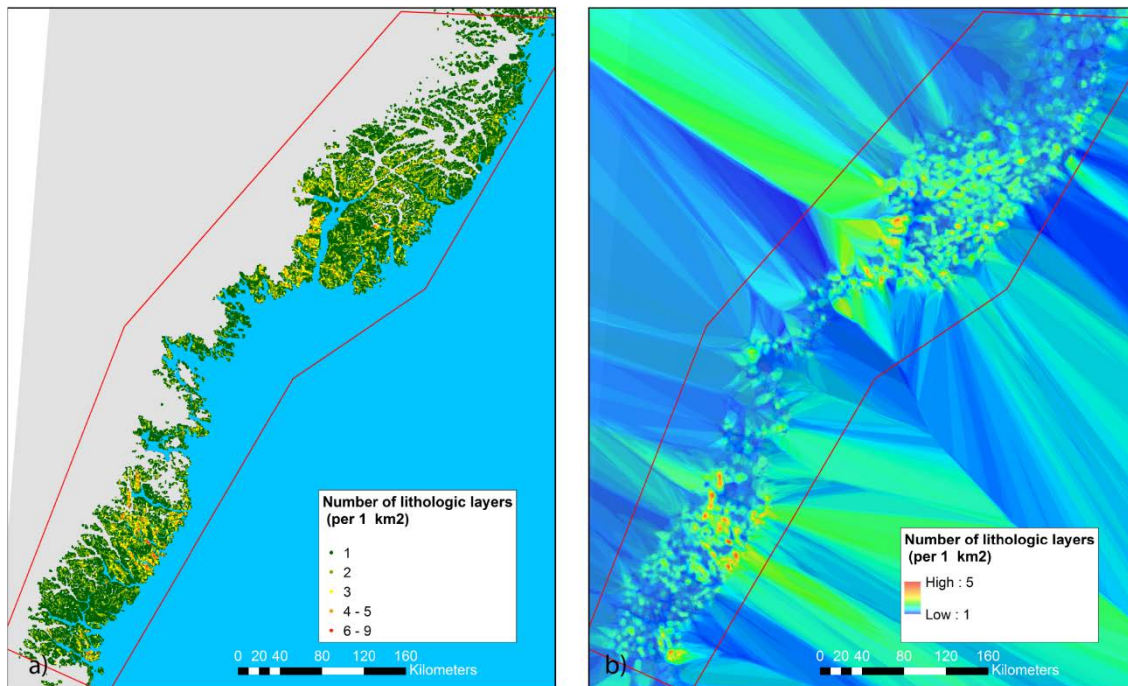 Number of lithologic layers
(per 1 km2)
1
2
3
4 - 5
6 - 9
a)
0 20 40 80 120 160
Kilometers
Number of lithologic layers
(per 1 km2)
High : 5
Low : 1
b)
0 20 40 80 120 160
Kilometers